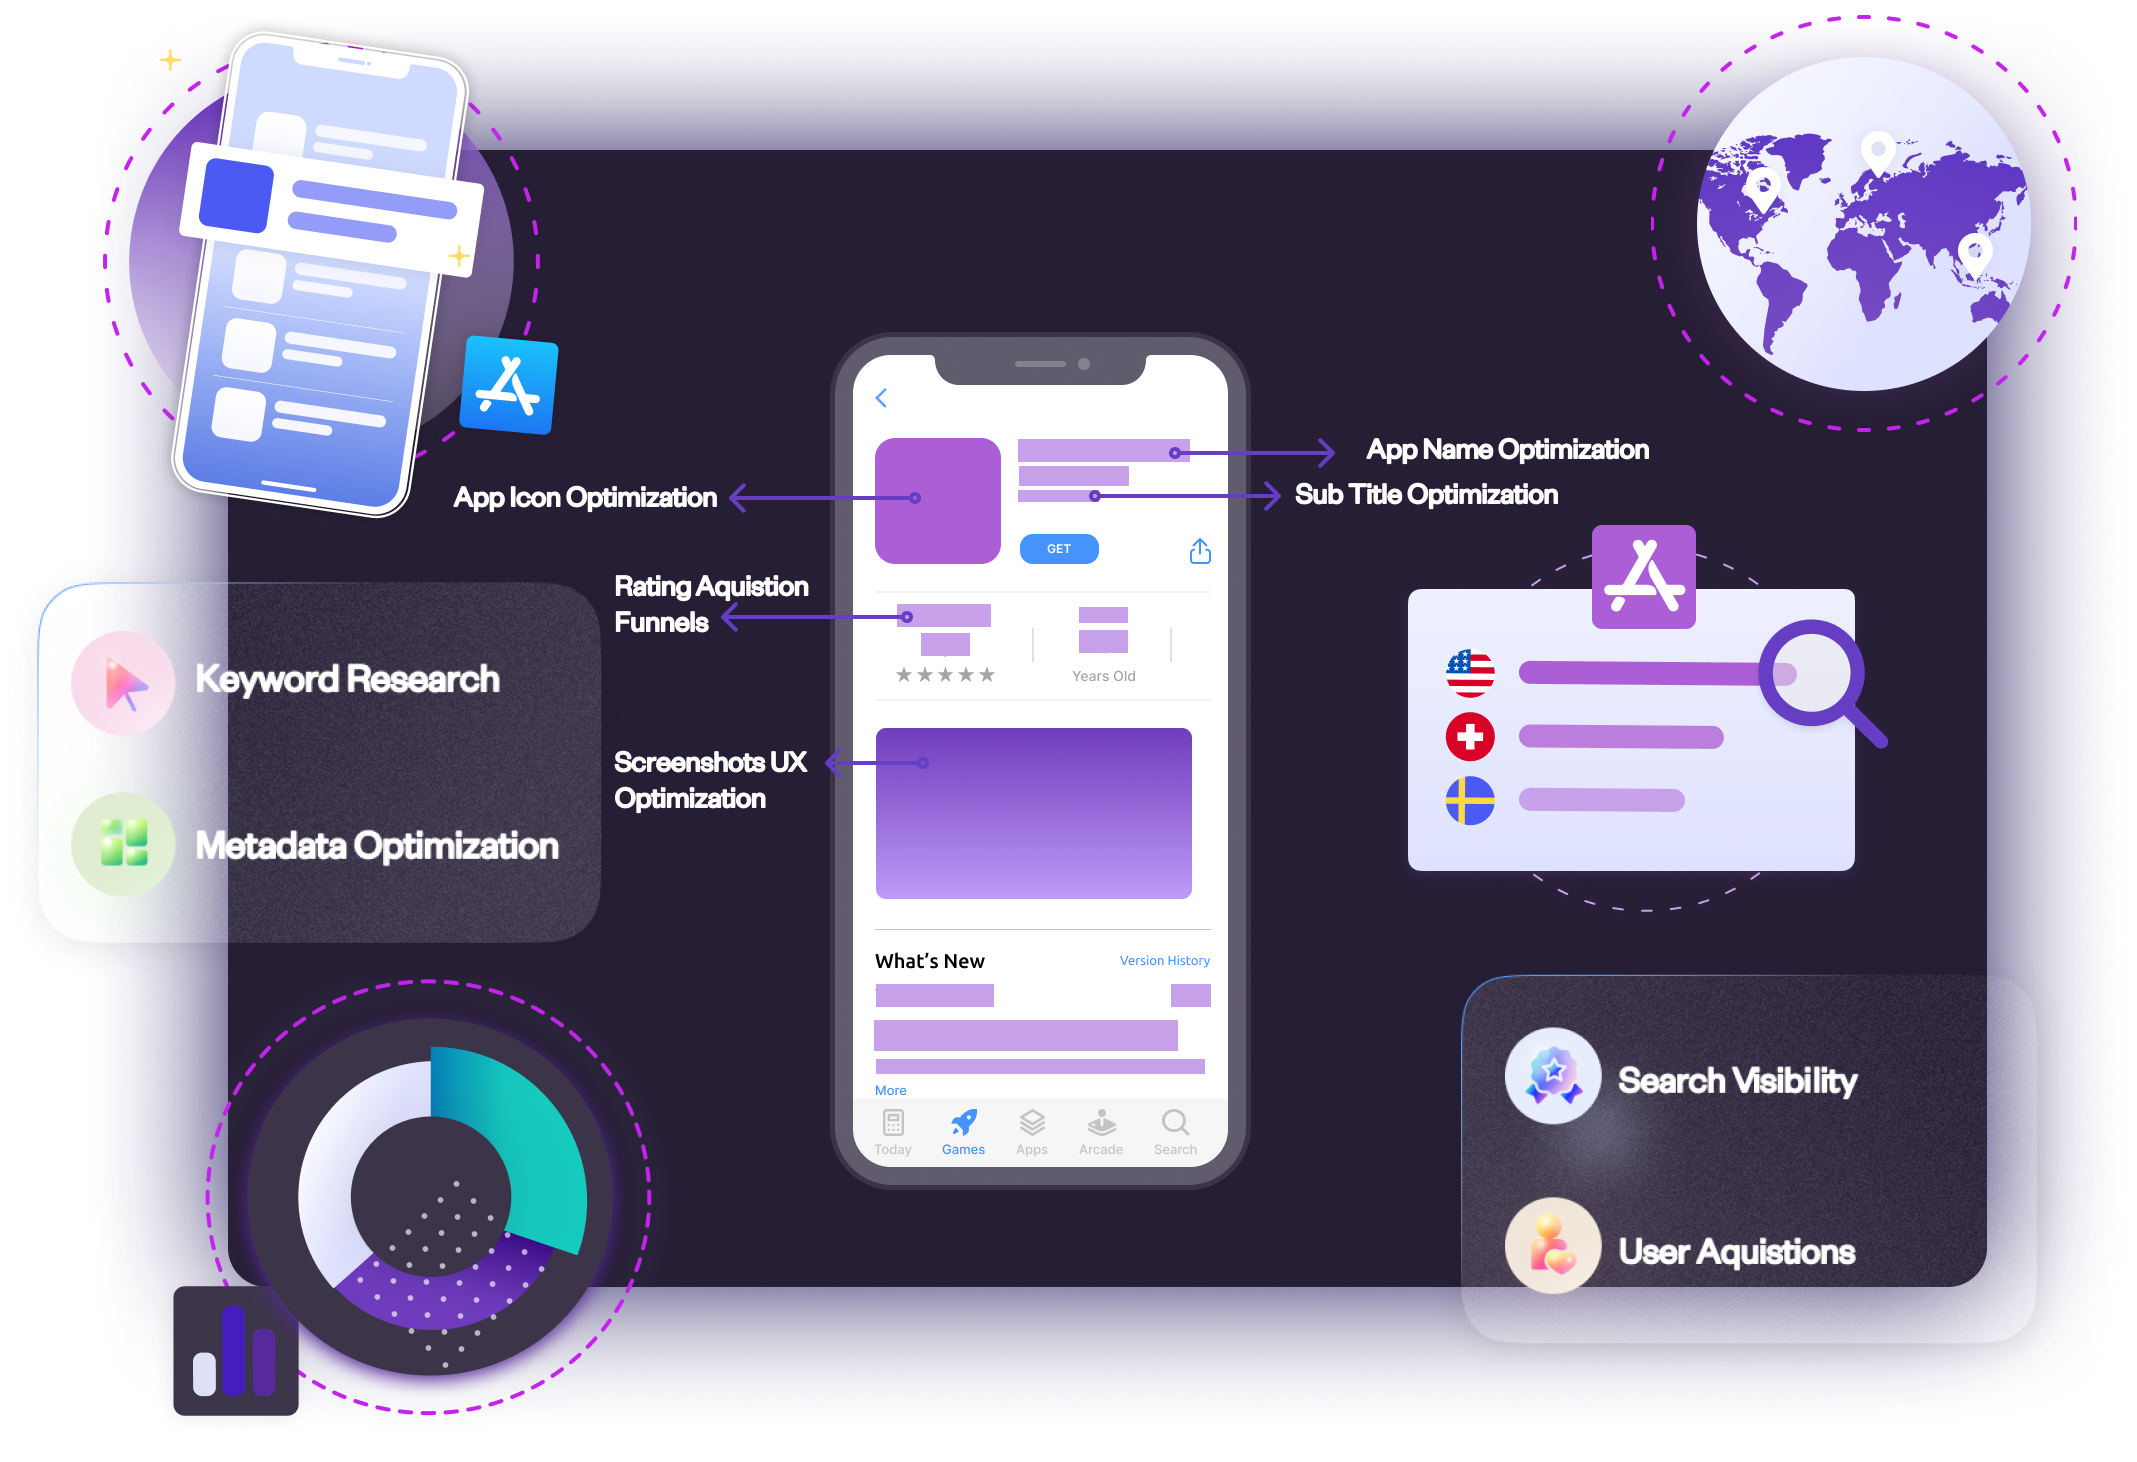 App Name Optimization
Sub Title Optimization
App Icon Optimization
GET
Rating Aquistion
Funnels
★★★★★
Years Old
Keyword Research
Metadata Optimization
Screenshots UX
Optimization
What's New
Version History
More
Today
Games
Apps
Arcade
Search
Search Visibility
User Aquistions